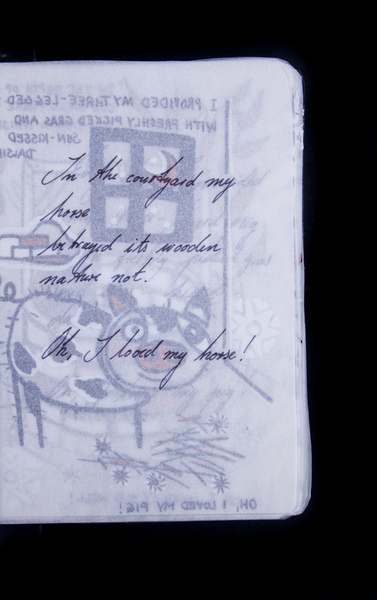 In the courtyard my
horse
betrayed its wooden
nature not.
Oh, I loved my horse!
I PROVIDED MY THREE-LEGGED
WITH FRESHLY PICKED GRAS AND
SUN-KISSED
OH, I LOVED MY PIG!